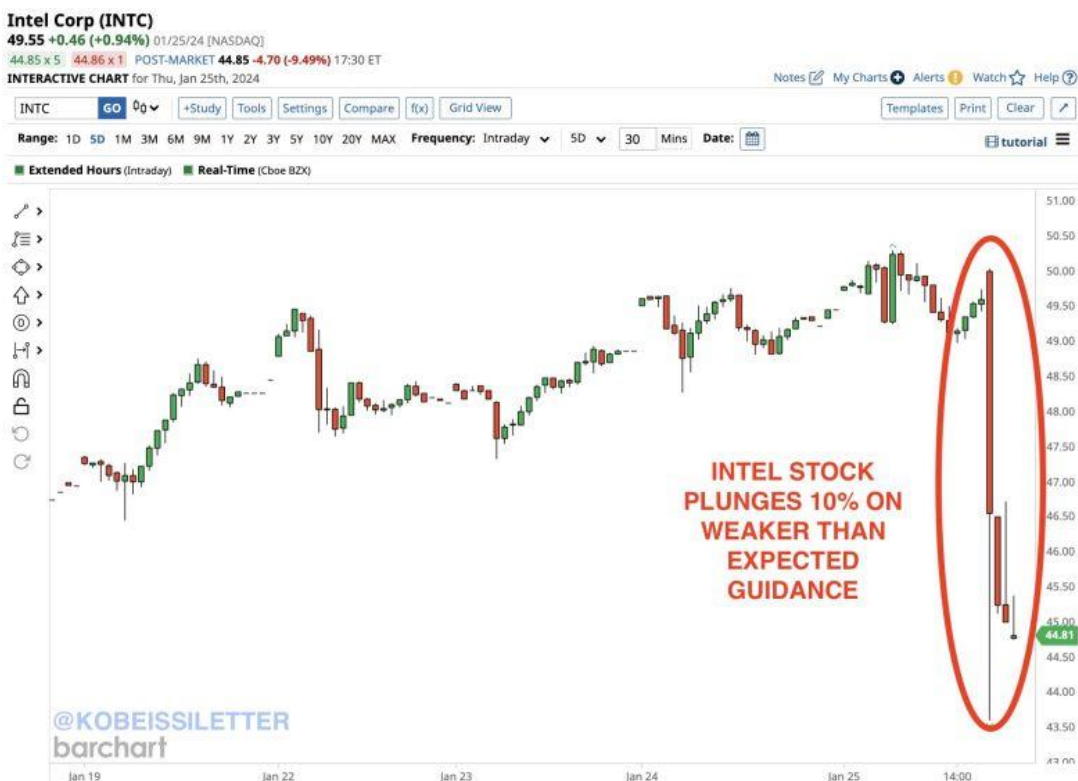 Intel Corp (INTC)
49.55 +0.46 (+0.94%) 01/25/24 [NASDAQ]
44.85 x 5 44.86 x 1 POST-MARKET 44.85 -4.70 (-9.49%) 17:30 ET
INTERACTIVE CHART for Thu, Jan 25th, 2024
Notes My Charts Alerts Watch Help
INTC GO +Study Tools Settings Compare f(x) Grid View Templates Print Clear
Range: 1D 5D 1M 3M 6M 9M 1Y 2Y 3Y 5Y 10Y 20Y MAX Frequency: Intraday 5D 30 Mins Date: tutorial
Extended Hours (Intraday) Real-Time (Cboe BZX)
51.00
50.50
50.00
49.50
49.00
48.50
48.00
47.50
47.00
46.50
46.00
45.50
45.00
44.81
44.50
44.00
43.50
43.00
INTEL STOCK
PLUNGES 10% ON
WEAKER THAN
EXPECTED
GUIDANCE
@KOBEISSILETTER
barchart
Jan 19 Jan 22 Jan 23 Jan 24 Jan 25 14:00